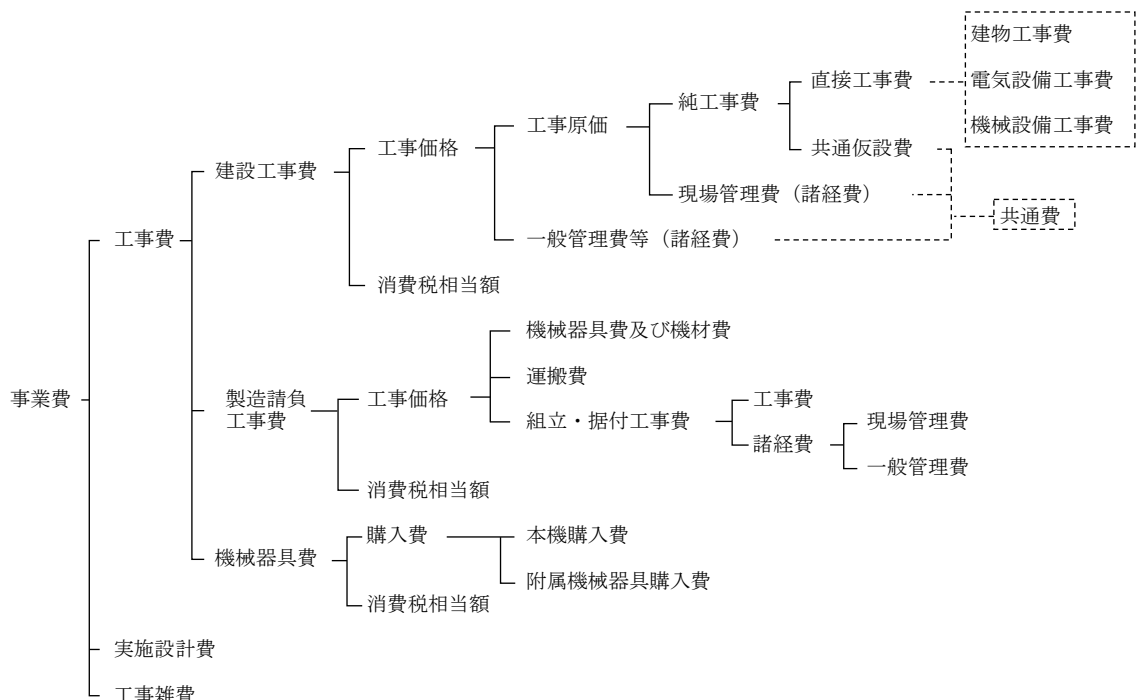 建物工事費
直接工事費
電気設備工事費
純工事費
機械設備工事費
工事原価
共通仮設費
工事価格
建設工事費
現場管理費（諸経費）
共通費
工事費
一般管理費等（諸経費）
消費税相当額
機械器具費及び機材費
運搬費
事業費
製造請負
工事費
工事価格
工事費
組立・据付工事費
現場管理費
諸経費
一般管理費
消費税相当額
購入費
本機購入費
機械器具費
附属機械器具購入費
消費税相当額
実施設計費
工事雑費